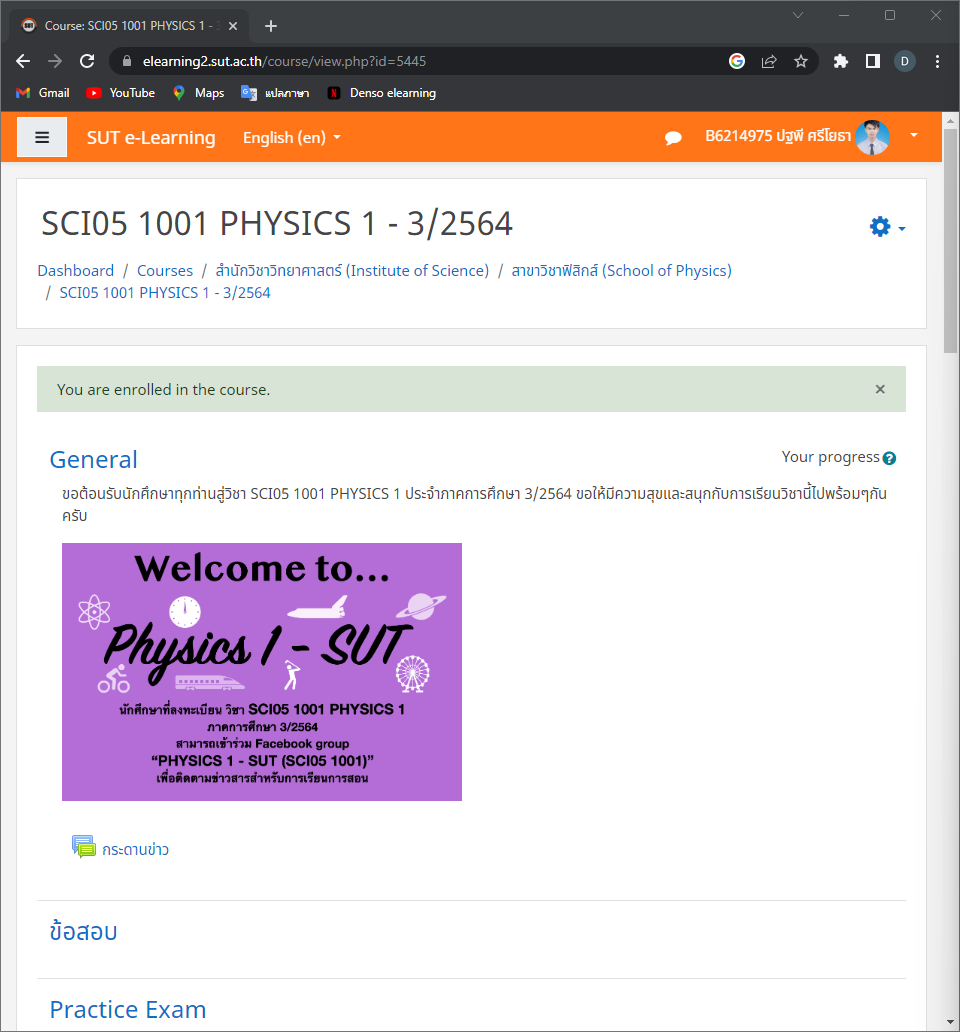 Course: SCI05 1001 PHYSICS 1 - 3
elearning2.sut.ac.th/course/view.php?id=5445
D
Gmail YouTube Maps แปลภาษา Denso elearning
SUT e-Learning English (en) B6214975 ปฐพี ศรีโยธา
SCI05 1001 PHYSICS 1 - 3/2564
Dashboard / Courses / สำนักวิชาวิทยาศาสตร์ (Institute of Science) / สาขาวิชาฟิสิกส์ (School of Physics)
/ SCI05 1001 PHYSICS 1 - 3/2564
You are enrolled in the course. ×
General Your progress
ขอต้อนรับนักศึกษาทุกท่านสู่วิชา SCI05 1001 PHYSICS 1 ประจำภาคการศึกษา 3/2564 ขอให้มีความสุขและสนุกกับการเรียนวิชานี้ไปพร้อมๆกัน
ครับ
Welcome to...
Physics 1 - SUT
นักศึกษาที่ลงทะเบียน วิชา SCI05 1001 PHYSICS 1
ภาคการศึกษา 3/2564
สามารถเข้าร่วม Facebook group
“PHYSICS 1 - SUT (SCI05 1001)”
เพื่อติดตามข่าวสารสำหรับการเรียนการสอน
กระดานข่าว
ข้อสอบ
Practice Exam